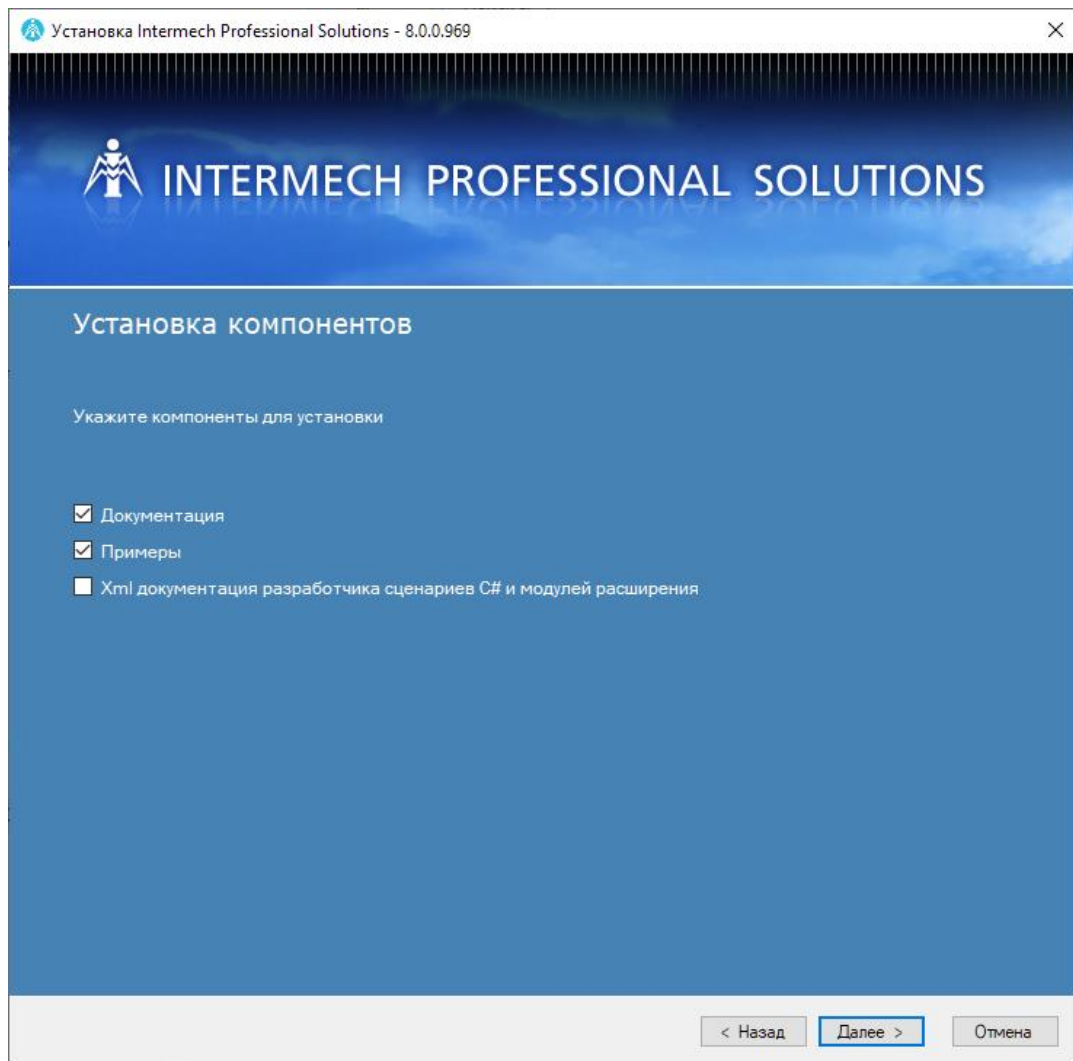 Установка Intermech Professional Solutions - 8.0.0.969
INTERMECH PROFESSIONAL SOLUTIONS
Установка компонентов
Укажите компоненты для установки
Документация
Примеры
Xml документация разработчика сценариев C# и модулей расширения
< Назад
Далее >
Отмена